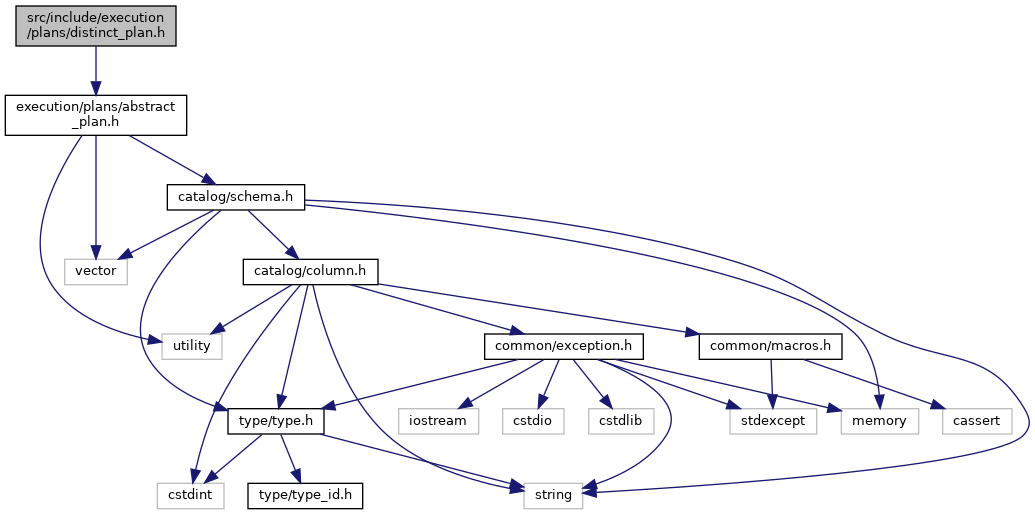 src/include/execution
/plans/distinct_plan.h
execution/plans/abstract
_plan.h
catalog/schema.h
vector
catalog/column.h
utility
common/exception.h
common/macros.h
type/type.h
iostream
cstdio
cstdlib
stdexcept
memory
cassert
cstdint
type/type_id.h
string